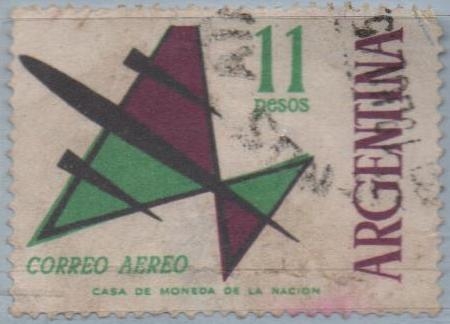 11
pesos
ARGENTINA
CORREO AEREO
CASA DE MONEDA DE LA NACION